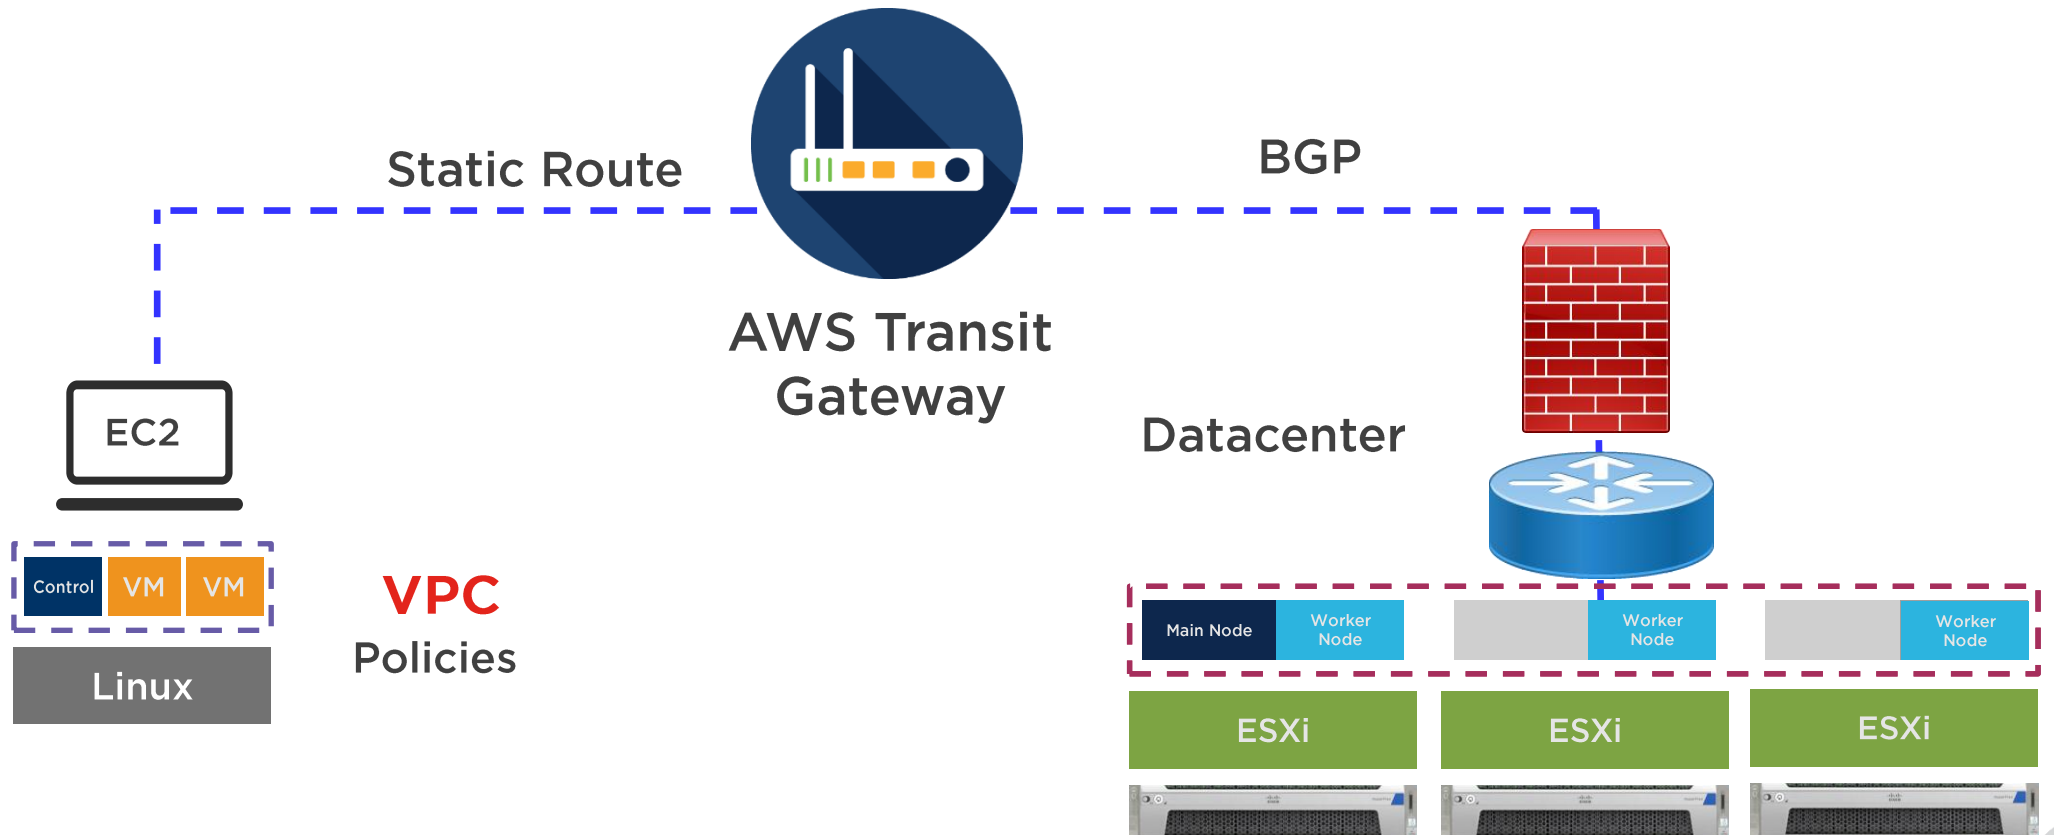 Static Route
BGP
AWS Transit
Gateway
EC2
Datacenter
Control
VM
VM
VPC
Policies
Linux
Main Node
Worker
Node
Worker
Node
Worker
Node
ESXi
ESXi
ESXi